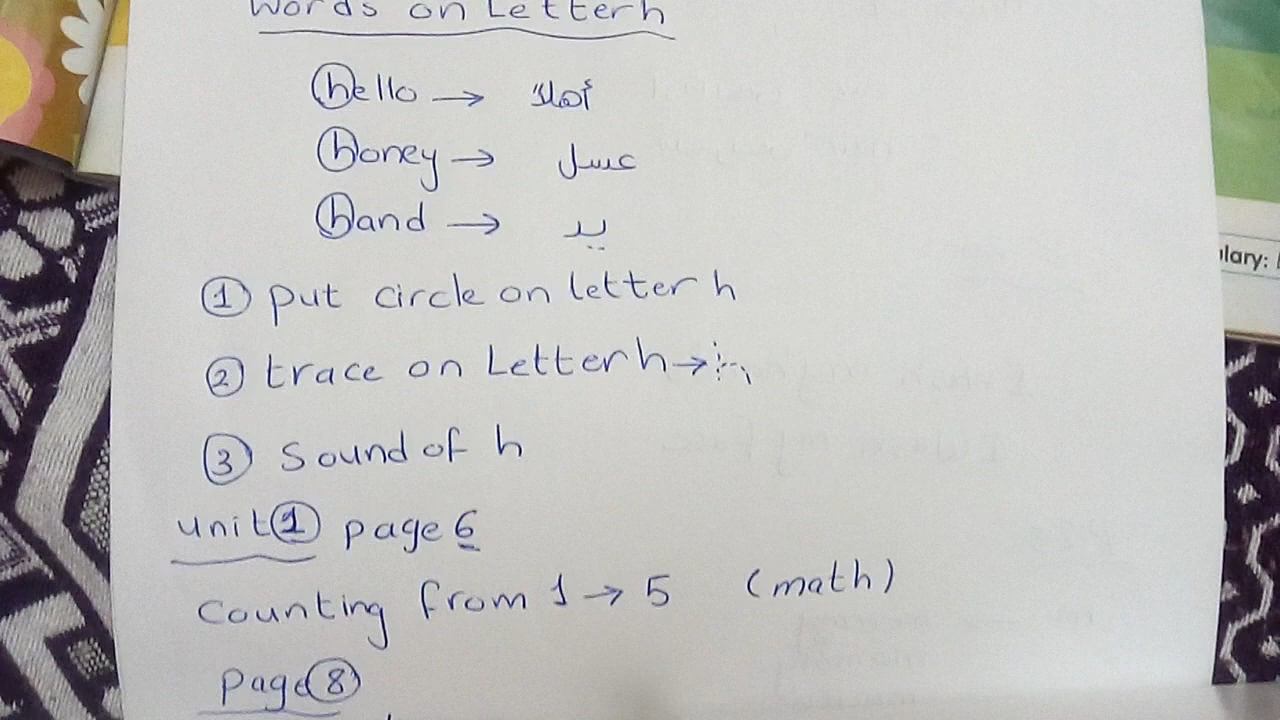 Words on Letter h
hello → أهلاً
honey → عسل
hand → يد
① put circle on letter h
② trace on Letter h → h
③ Sound of h
unit ① page 6
Counting from 1 → 5 (math)
page ⑧